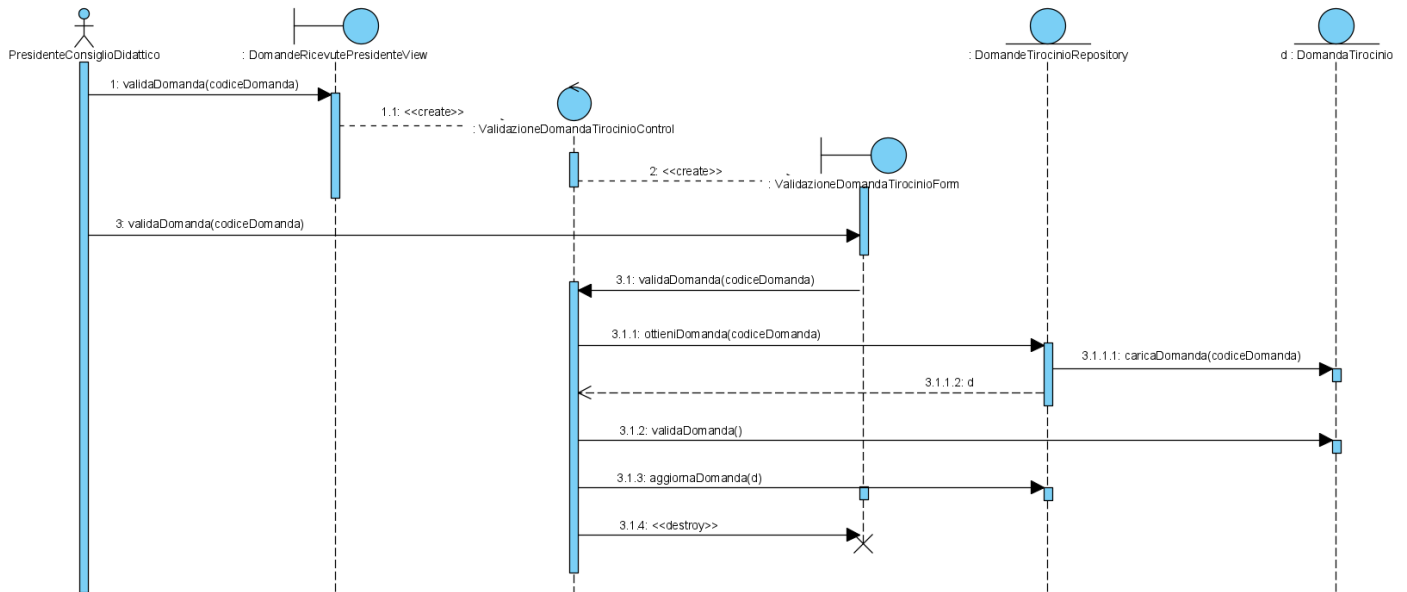 PresidenteConsiglioDidattico
: DomandeRicevutePresidenteView
: DomandeTirocinioRepository
d : DomandaTirocinio
1: validaDomanda(codiceDomanda)
1.1: <<create>>
: ValidazioneDomandaTirocinioControl
2: <<create>>
: ValidazioneDomandaTirocinioForm
3: validaDomanda(codiceDomanda)
3.1: validaDomanda(codiceDomanda)
3.1.1: ottieniDomanda(codiceDomanda)
3.1.1.1: caricaDomanda(codiceDomanda)
3.1.1.2: d
3.1.2: validaDomanda()
3.1.3: aggiornaDomanda(d)
3.1.4: <<destroy>>